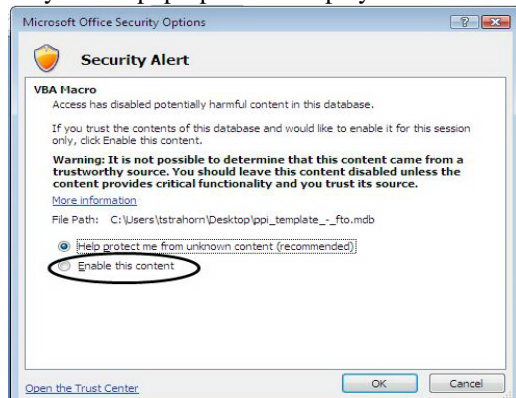 Microsoft Office Security Options
Security Alert
VBA Macro
Access has disabled potentially harmful content in this database.
If you trust the contents of this database and would like to enable it for this session
only, click Enable this content.
Warning: It is not possible to determine that this content came from a
trustworthy source. You should leave this content disabled unless the
content provides critical functionality and you trust its source.
More information
File Path: C:\Users\tstrahorn\Desktop\ppi_template_-_fto.mdb
Help protect me from unknown content (recommended)
Enable this content
Open the Trust Center
OK
Cancel